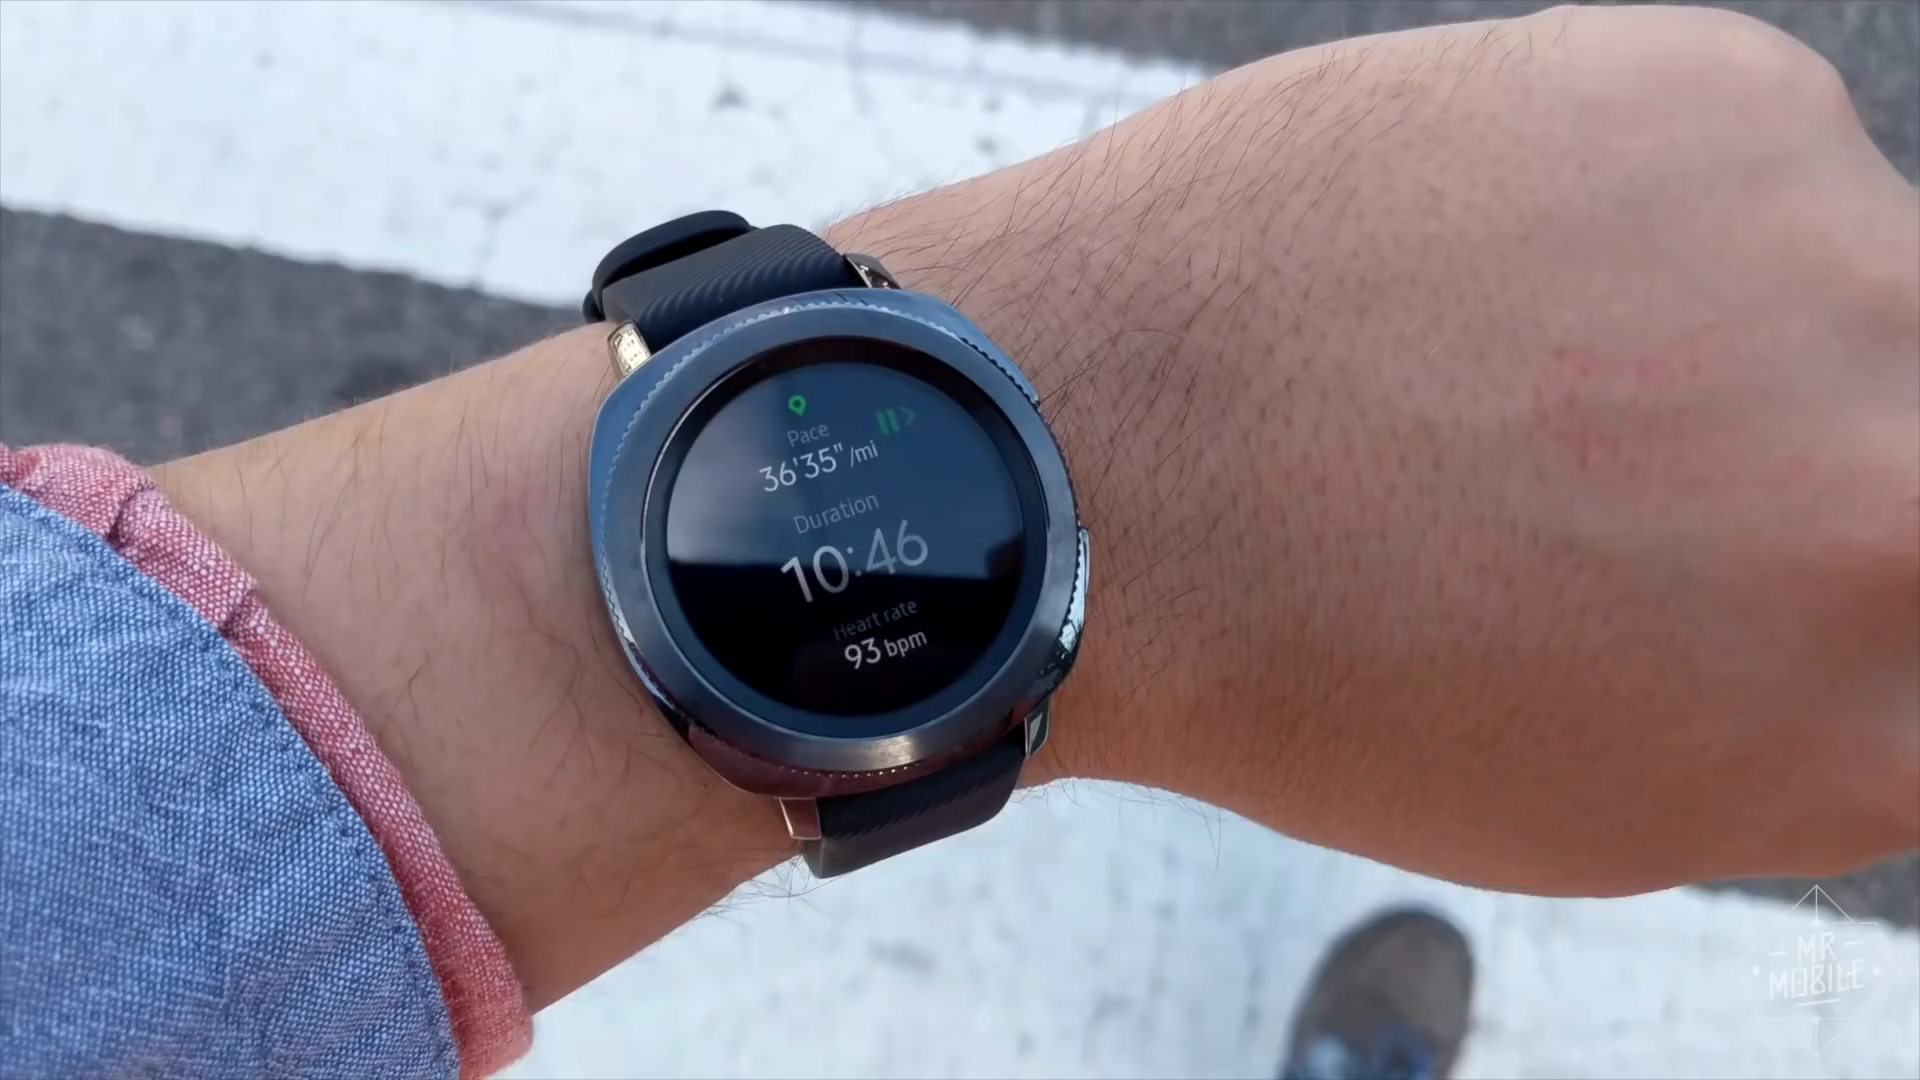 Pace
36'35" /mi
Duration
10:46
Heart rate
93 bpm
MR
MOBILE